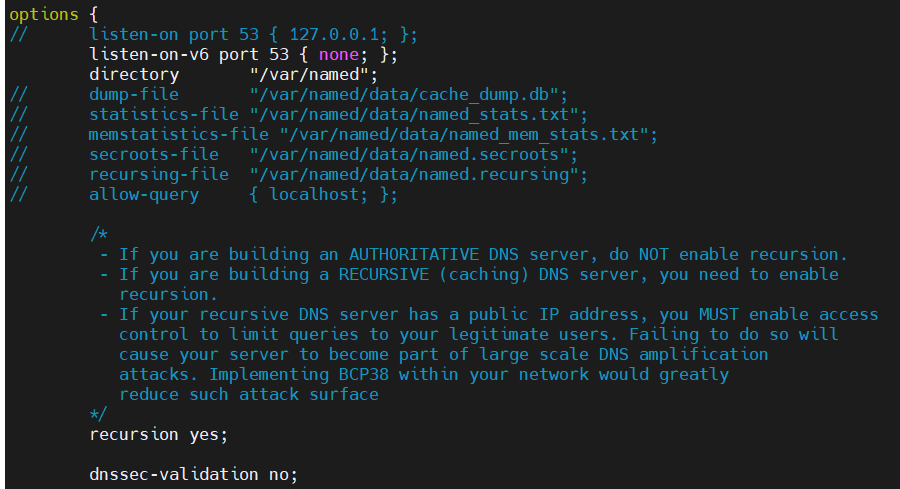 options {
//      listen-on port 53 { 127.0.0.1; };
        listen-on-v6 port 53 { none; };
        directory       "/var/named";
//      dump-file       "/var/named/data/cache_dump.db";
//      statistics-file "/var/named/data/named_stats.txt";
//      memstatistics-file "/var/named/data/named_mem_stats.txt";
//      secroots-file   "/var/named/data/named.secroots";
//      recursing-file  "/var/named/data/named.recursing";
//      allow-query     { localhost; };
        /*
         - If you are building an AUTHORITATIVE DNS server, do NOT enable recursion.
         - If you are building a RECURSIVE (caching) DNS server, you need to enable
           recursion.
         - If your recursive DNS server has a public IP address, you MUST enable access
           control to limit queries to your legitimate users. Failing to do so will
           cause your server to become part of large scale DNS amplification
           attacks. Implementing BCP38 within your network would greatly
           reduce such attack surface
        */
        recursion yes;
        dnssec-validation no;